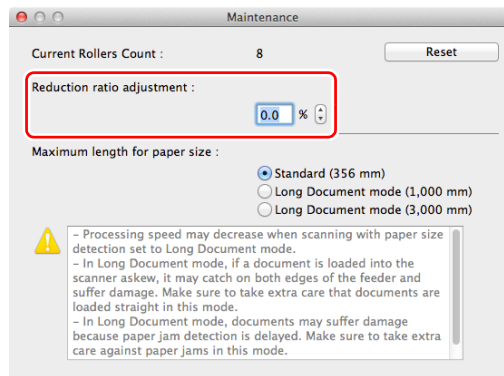 Maintenance
Current Rollers Count : 8 Reset
Reduction ratio adjustment :
0.0 %
Maximum length for paper size :
Standard (356 mm)
Long Document mode (1,000 mm)
Long Document mode (3,000 mm)
– Processing speed may decrease when scanning with paper size
detection set to Long Document mode.
– In Long Document mode, if a document is loaded into the
scanner askew, it may catch on both edges of the feeder and
suffer damage. Make sure to take extra care that documents are
loaded straight in this mode.
– In Long Document mode, documents may suffer damage
because paper jam detection is delayed. Make sure to take extra
care against paper jams in this mode.